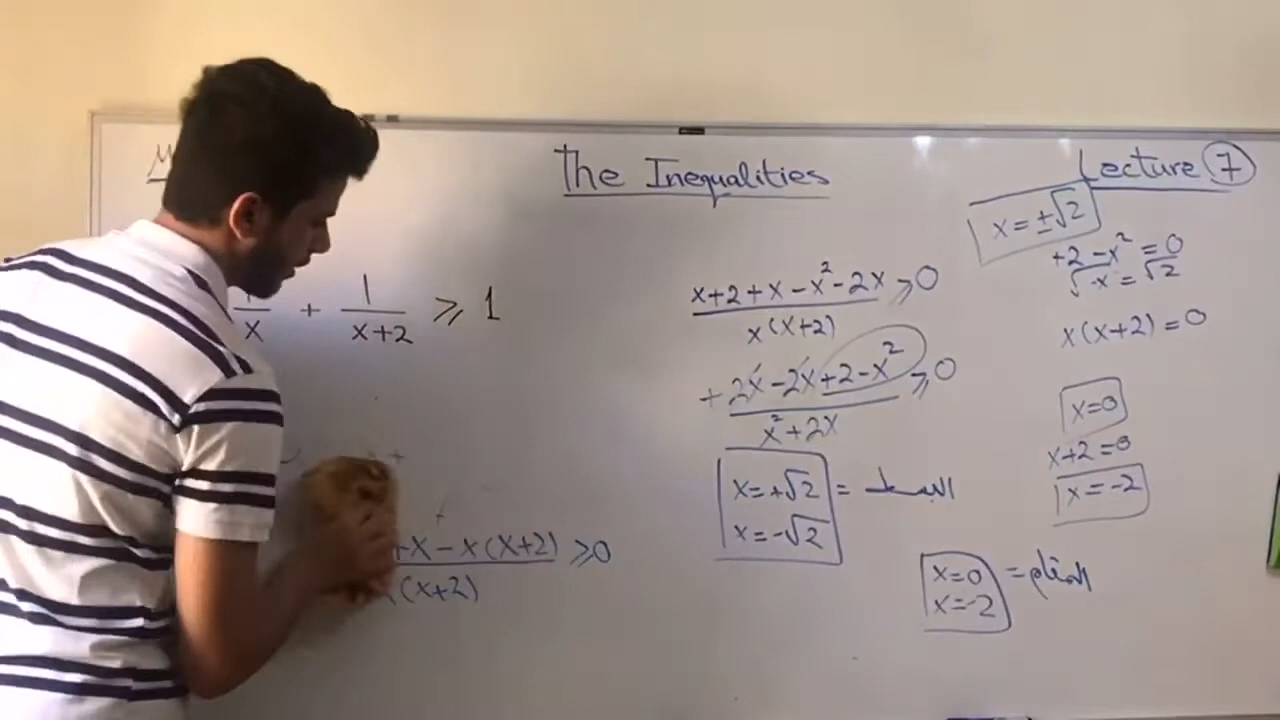 The Inequalities
Lecture 7
1/x + 1/(x+2) ≥ 1
+x - x(x+2) ≥ 0
(x+2)
(x+2+x-x²-2x)/(x(x+2)) ≥ 0
+ (2x-2x+2-x²)/(x²+2x) ≥ 0
x=+√2 = البسط
x=-√2
x=0 = المقام
x=-2
x=±√2
+2-x²=0
√-x=√2
x(x+2)=0
x=0
x+2=0
x=-2